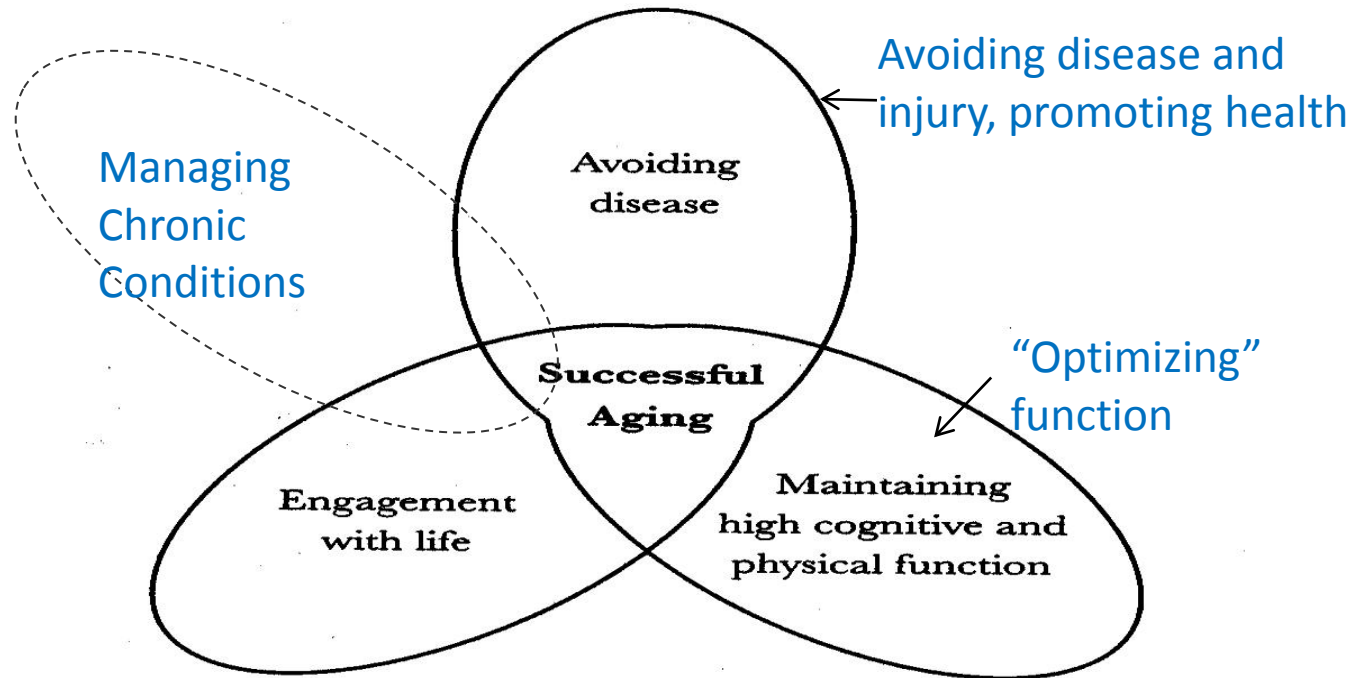 Avoiding disease and
injury, promoting health
Managing
Chronic
Conditions
Avoiding
disease
“Optimizing”
function
Successful
Aging
Engagement
with life
Maintaining
high cognitive and
physical function